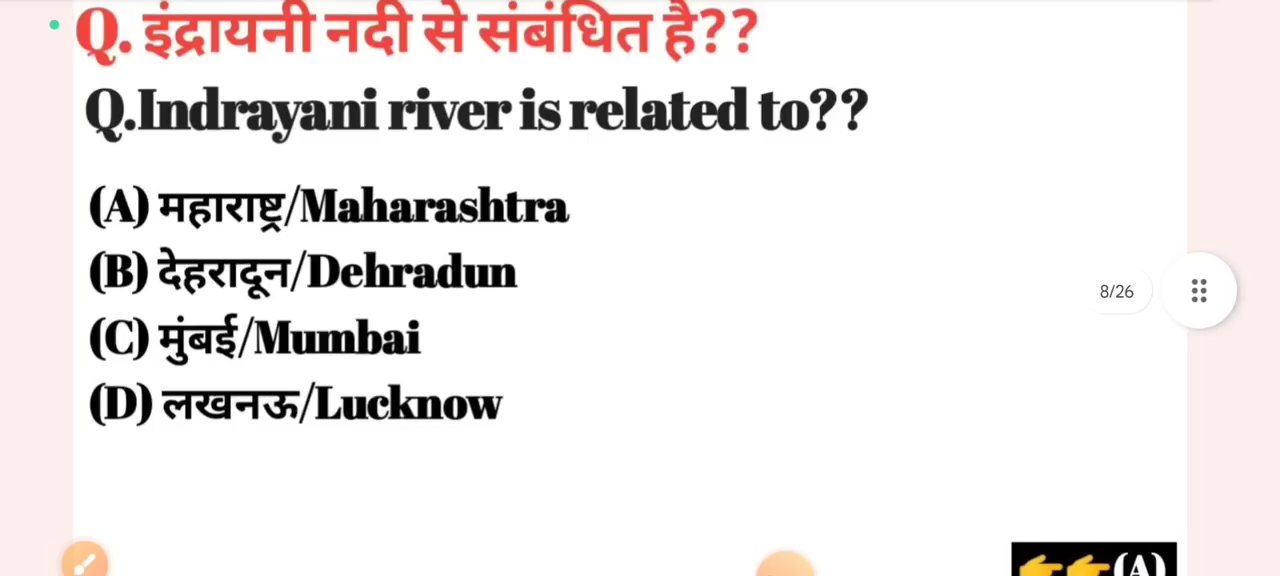 Q. इंद्रायनी नदी से संबंधित है??
Q.Indrayani river is related to??
(A) महाराष्ट्र/Maharashtra
(B) देहरादून/Dehradun
(C) मुंबई/Mumbai
(D) लखनऊ/Lucknow
8/26
👉👉(A)